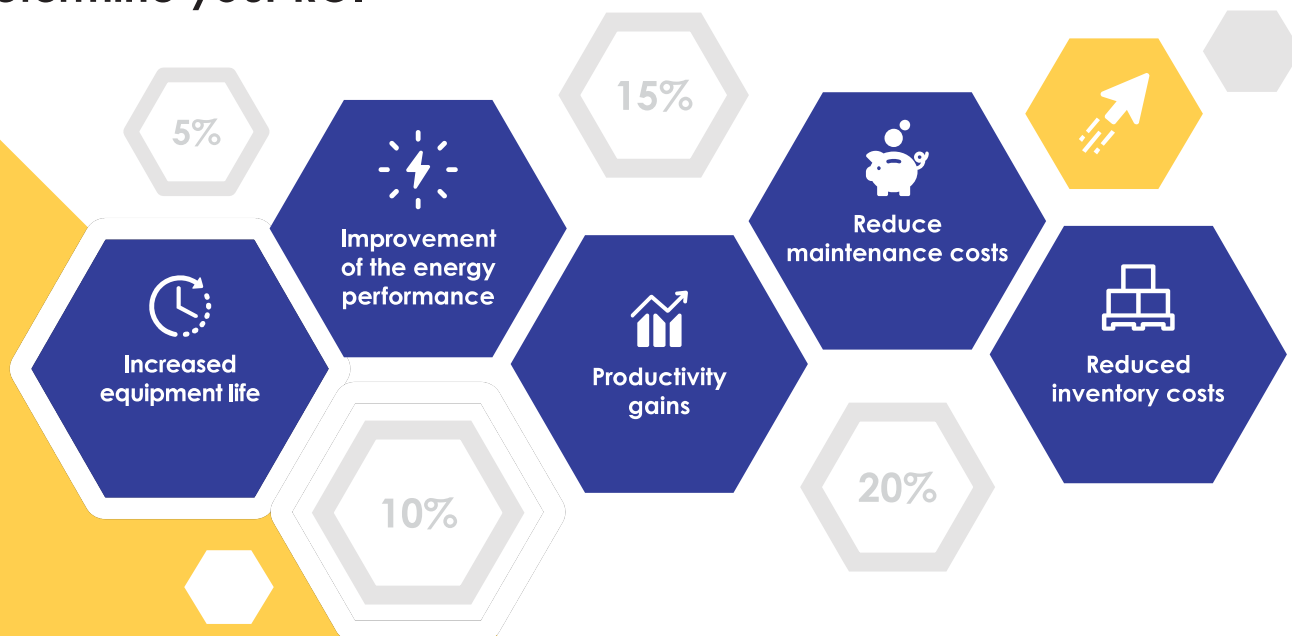 your
5%
15%
Improvement
of the energy
performance
Reduce
maintenance costs
Increased
equipment life
Productivity
gains
Reduced
inventory costs
10%
20%